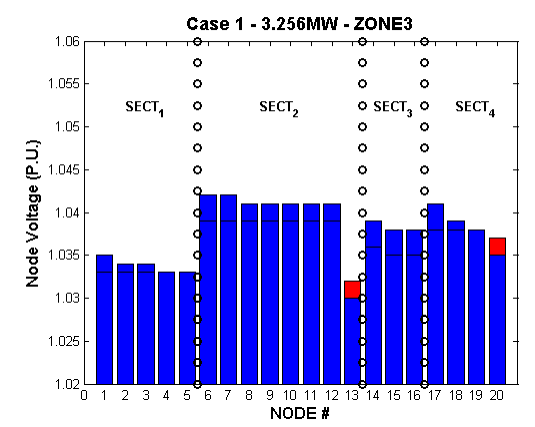 Case 1 - 3.256MW - ZONE3
Node Voltage (P.U.)
1.06
1.055
1.05
1.045
1.04
1.035
1.03
1.025
1.02
SECT1
SECT2
SECT3
SECT4
0 1 2 3 4 5 6 7 8 9 10 11 12 13 14 15 16 17 18 19 20
NODE #